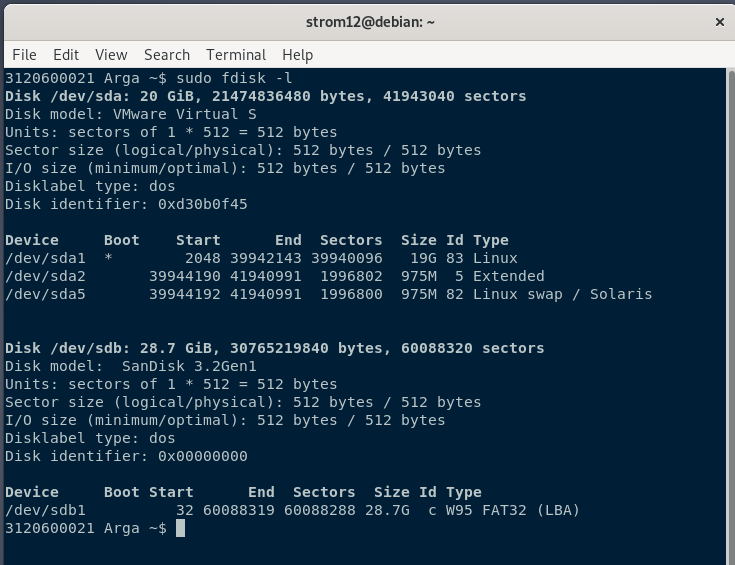 strom12@debian: ~
File Edit View Search Terminal Help
3120600021 Arga ~$ sudo fdisk -l
Disk /dev/sda: 20 GiB, 21474836480 bytes, 41943040 sectors
Disk model: VMware Virtual S
Units: sectors of 1 * 512 = 512 bytes
Sector size (logical/physical): 512 bytes / 512 bytes
I/O size (minimum/optimal): 512 bytes / 512 bytes
Disklabel type: dos
Disk identifier: 0xd30b0f45
Device     Boot    Start      End  Sectors  Size Id Type
/dev/sda1  *        2048 39942143 39940096   19G 83 Linux
/dev/sda2       39944190 41940991  1996802  975M  5 Extended
/dev/sda5       39944192 41940991  1996800  975M 82 Linux swap / Solaris
Disk /dev/sdb: 28.7 GiB, 30765219840 bytes, 60088320 sectors
Disk model:  SanDisk 3.2Gen1
Units: sectors of 1 * 512 = 512 bytes
Sector size (logical/physical): 512 bytes / 512 bytes
I/O size (minimum/optimal): 512 bytes / 512 bytes
Disklabel type: dos
Disk identifier: 0x00000000
Device     Boot Start      End  Sectors  Size Id Type
/dev/sdb1          32 60088319 60088288 28.7G  c W95 FAT32 (LBA)
3120600021 Arga ~$